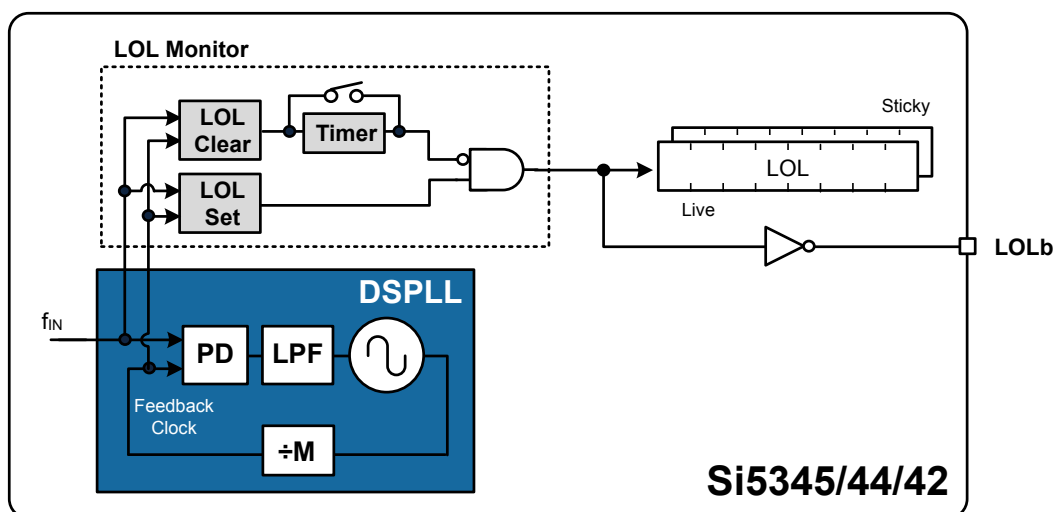 LOL Monitor
LOL
Clear
Timer
LOL
Set
Sticky
LOL
Live
LOLb
DSPLL
fIN
PD
LPF
Feedback
Clock
÷M
Si5345/44/42